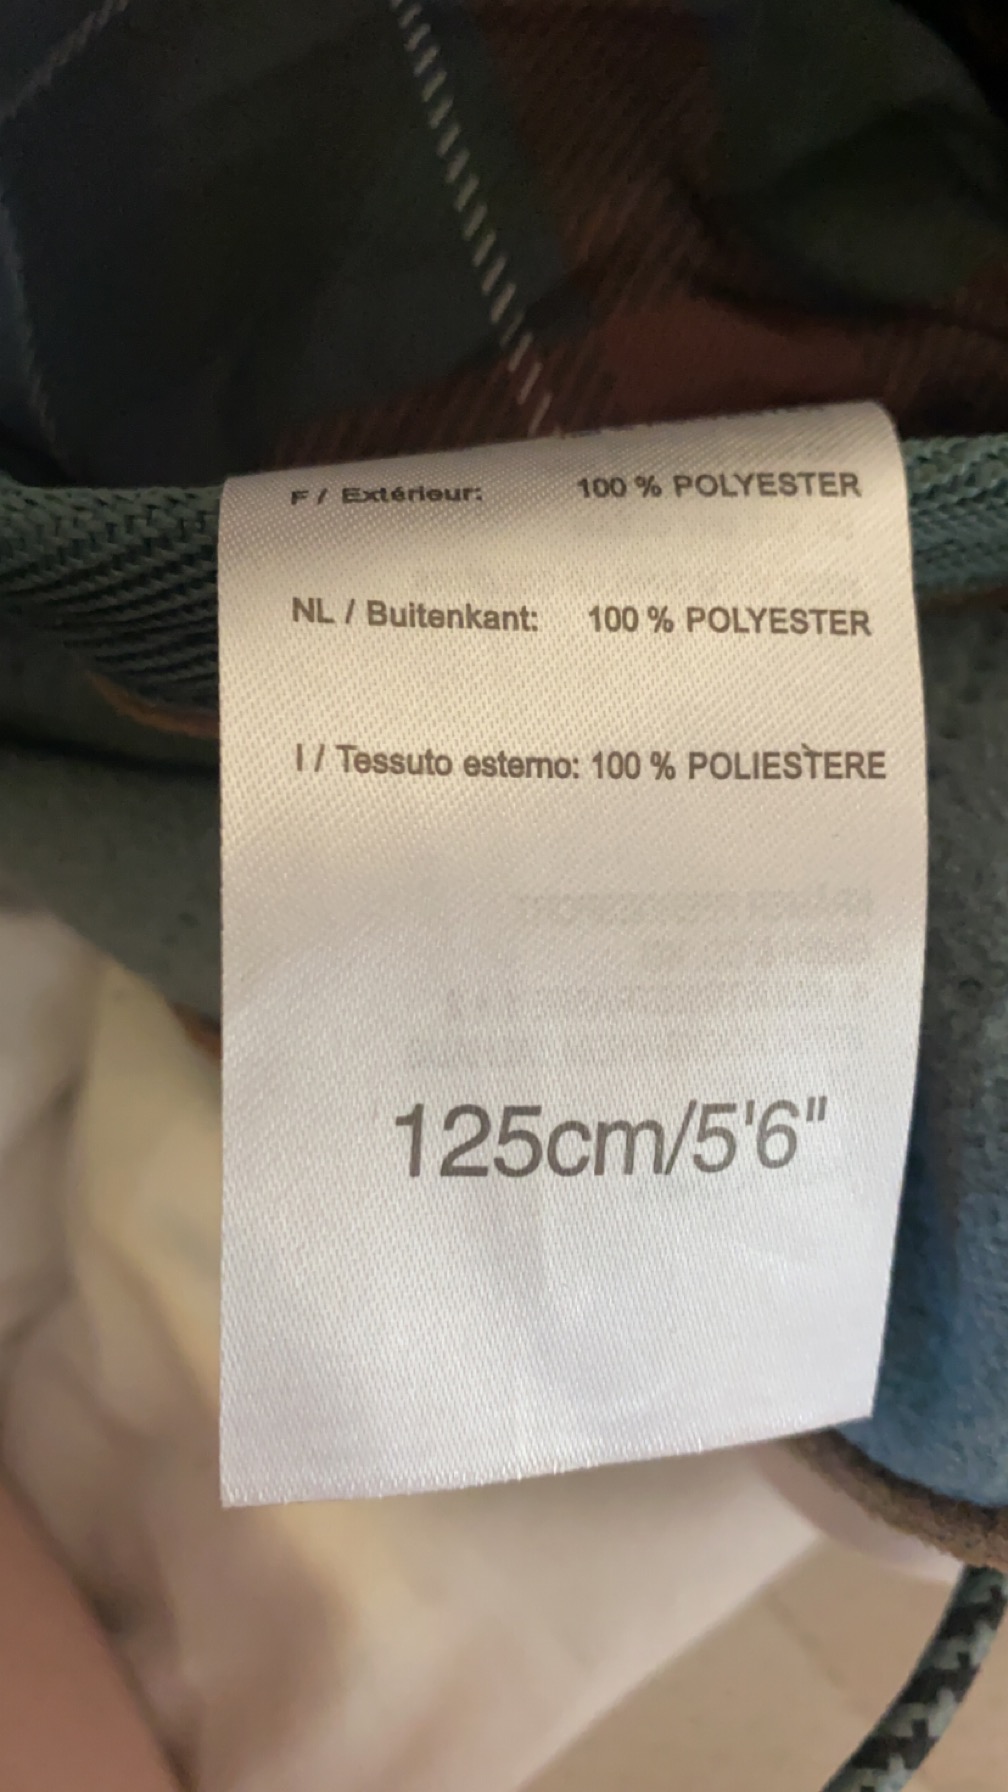 F / Extérieur: 100 % POLYESTER
NL / Buitenkant: 100 % POLYESTER
I / Tessuto esterno: 100 % POLIESTERE
125cm/5'6"